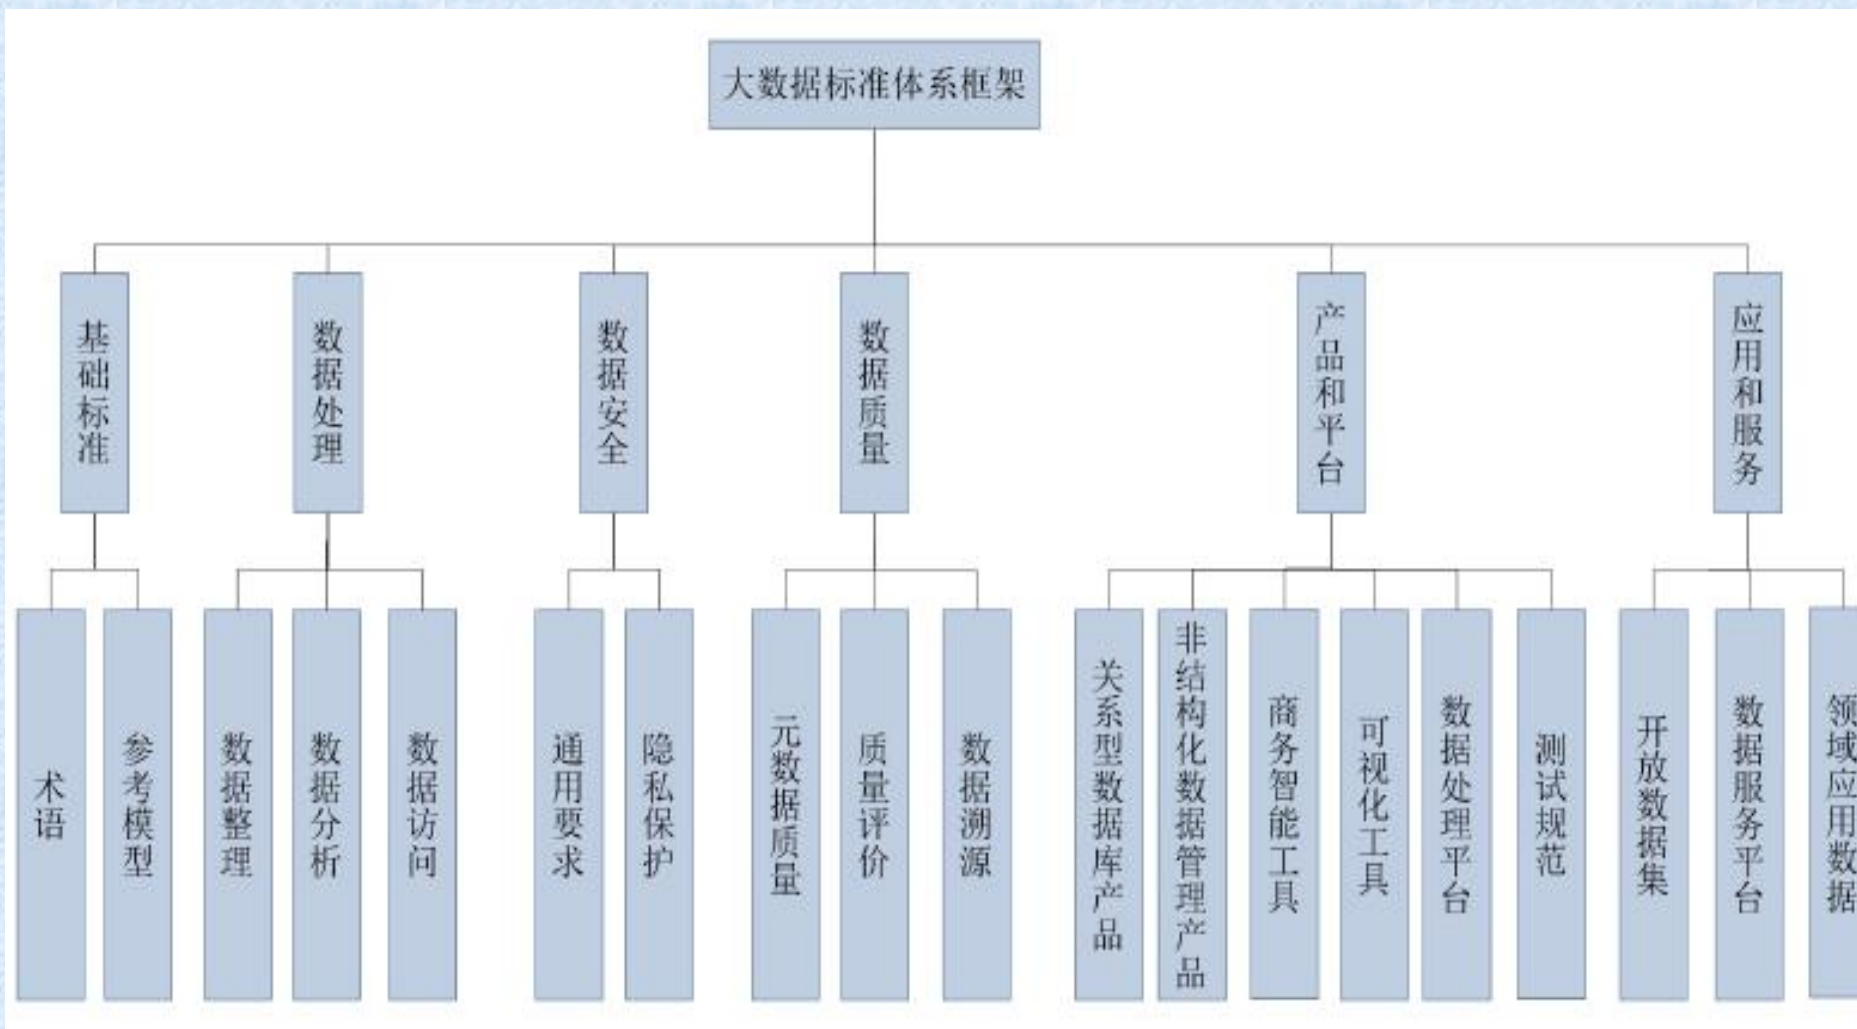 大数据标准体系框架
基础标准
数据处理
数据安全
数据质量
产品和平台
应用和服务
术语
参考模型
数据整理
数据分析
数据访问
通用要求
隐私保护
元数据质量
质量评价
数据溯源
关系型数据库产品
非结构化数据管理产品
商务智能工具
可视化工具
数据处理平台
测试规范
开放数据集
数据服务平台
领域应用数据